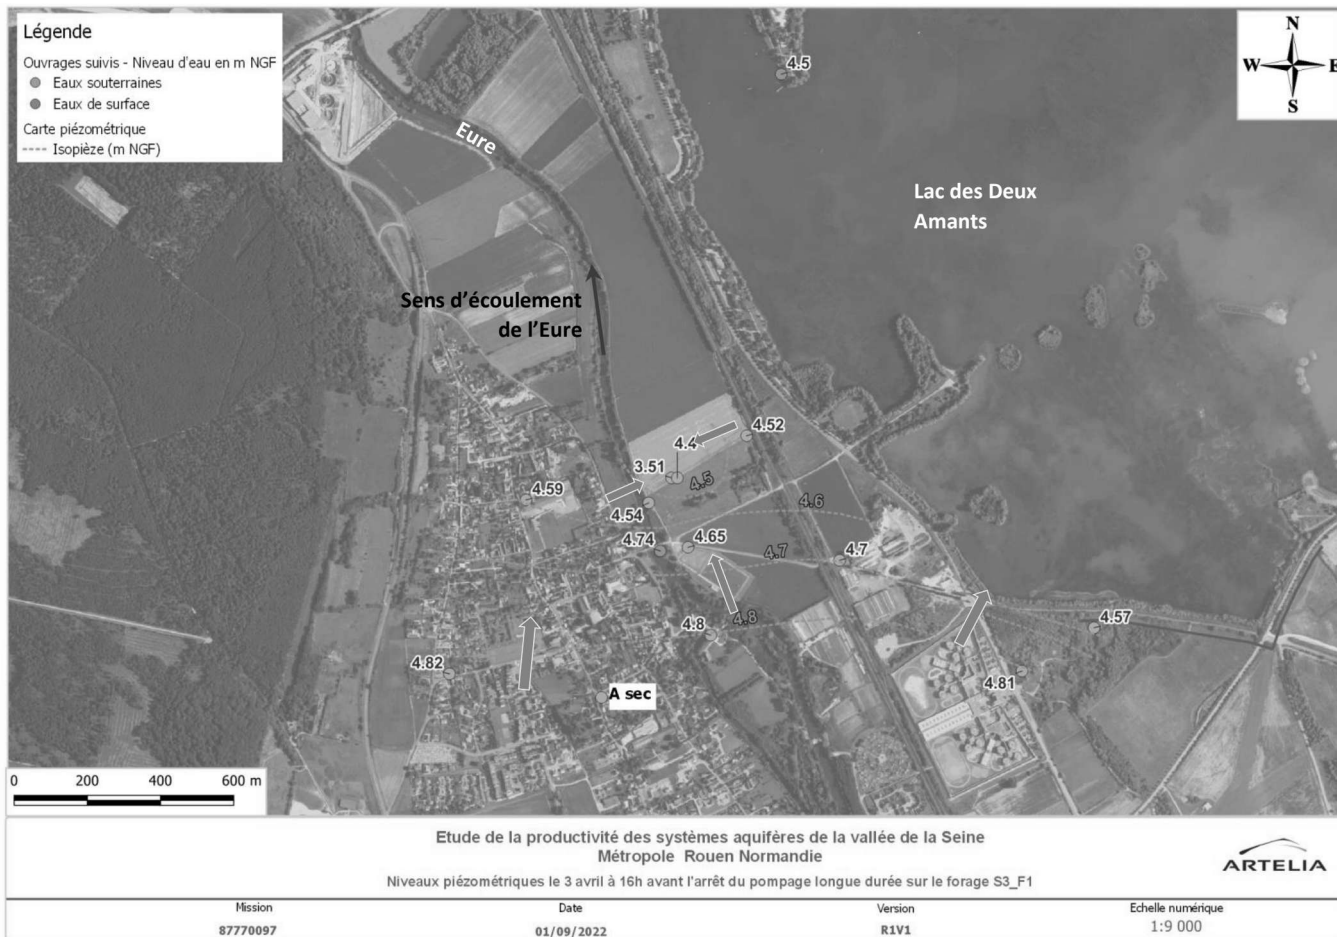 Légende
Ouvrages suivis - Niveau d'eau en m NGF
Eaux souterraines
Eaux de surface
Carte piézométrique
Isopièze (m NGF)
N
W E
S
4.5
Eure
Lac des Deux
Amants
Sens d'écoulement
de l'Eure
4.52
4.4
3.51
4.5
4.59
4.6
4.54
4.74
4.65
4.7
4.7
4.8
4.8
4.57
4.82
4.81
A sec
0 200 400 600 m
Etude de la productivité des systèmes aquifères de la vallée de la Seine
Métropole Rouen Normandie
Niveaux piézométriques le 3 avril à 16h avant l'arrêt du pompage longue durée sur le forage S3_F1
ARTELIA
Mission Date Version Echelle numérique
87770097 01/09/2022 R1V1 1:9 000